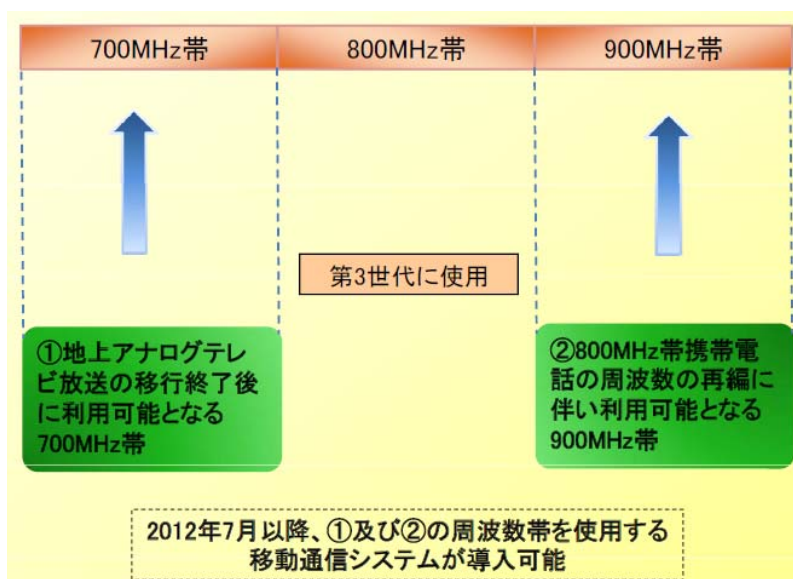 700MHz帯 800MHz帯 900MHz帯
第3世代に使用
①地上アナログテレ
ビ放送の移行終了後
に利用可能となる
700MHz帯
②800MHz帯携帯電
話の周波数の再編に
伴い利用可能となる
900MHz帯
2012年7月以降、①及び②の周波数帯を使用する
移動通信システムが導入可能